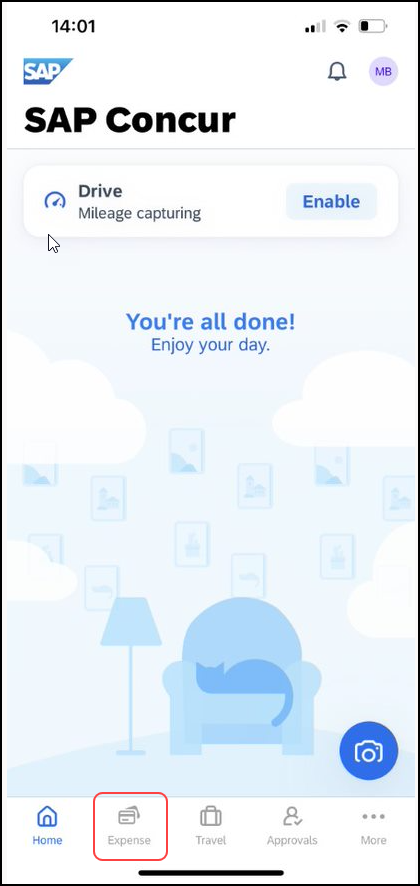 14:01
SAP
MB
SAP Concur
Drive
Mileage capturing
Enable
You're all done!
Enjoy your day.
Home
Expense
Travel
Approvals
More